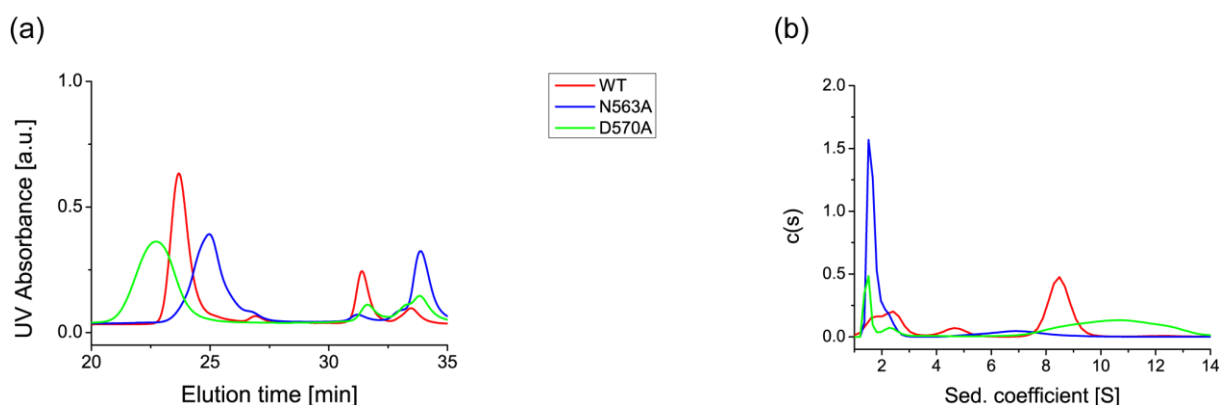 (a)
UV Absorbance [a.u.]
1.0
0.5
0.0
20
25
30
35
Elution time [min]
WT
N563A
D570A
(b)
c(s)
2.0
1.5
1.0
0.5
0.0
2
4
6
8
10
12
14
Sed. coefficient [S]